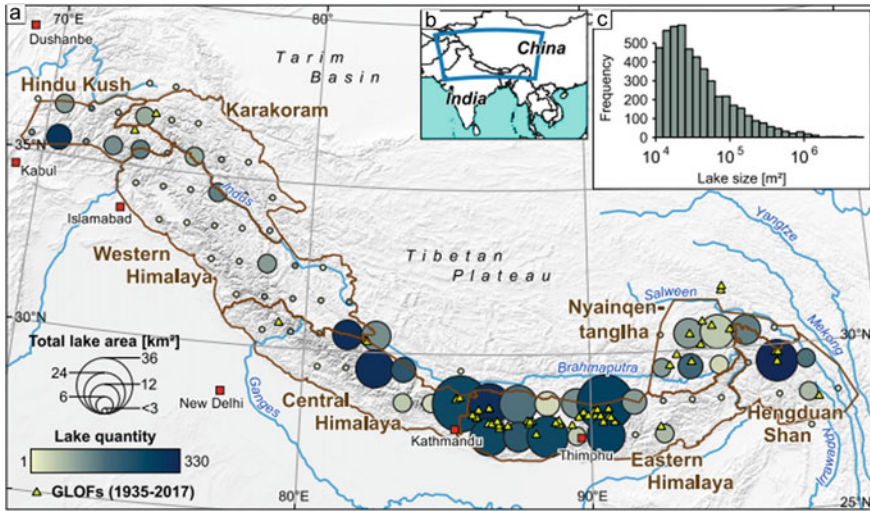 a
70°E
80°
b
c
Dushanbe
Tarim
Basin
China
India
Frequency
500
400
300
200
100
0
10⁴
10⁵
10⁶
Lake size [m²]
Hindu Kush
Karakoram
35°N
Kabul
Indus
Islamabad
Western
Himalaya
Tibetan
Plateau
Yangtze
Salween
Nyainqen-
tanglha
30°N
30°N
Mekong
Total lake area [km²]
36
24
12
6
<3
New Delhi
Ganges
Brahmaputra
Central
Himalaya
Hengduan
Shan
Lake quantity
1
330
Kathmandu
Thimphu
Eastern
Himalaya
Irrawaddy
GLOFs (1935-2017)
80°E
90°E
25°N